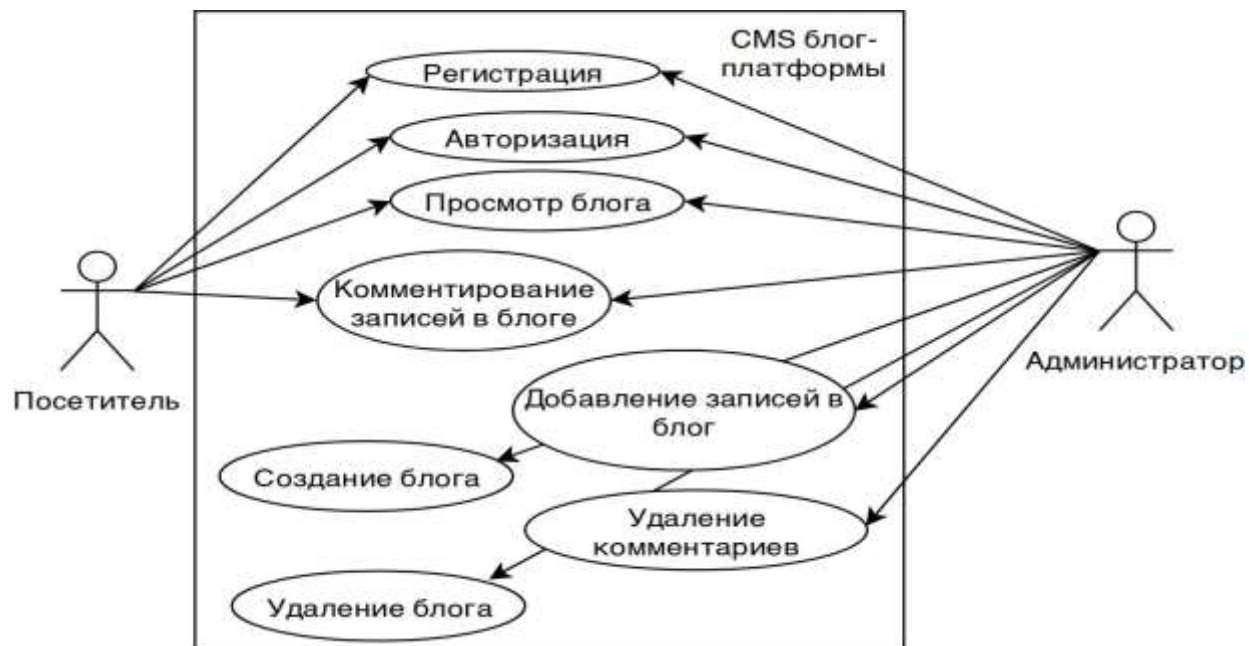 CMS блог-
платформы
Регистрация
Авторизация
Просмотр блога
Комментирование
записей в блоге
Посетитель
Администратор
Добавление записей в
блог
Создание блога
Удаление
комментариев
Удаление блога